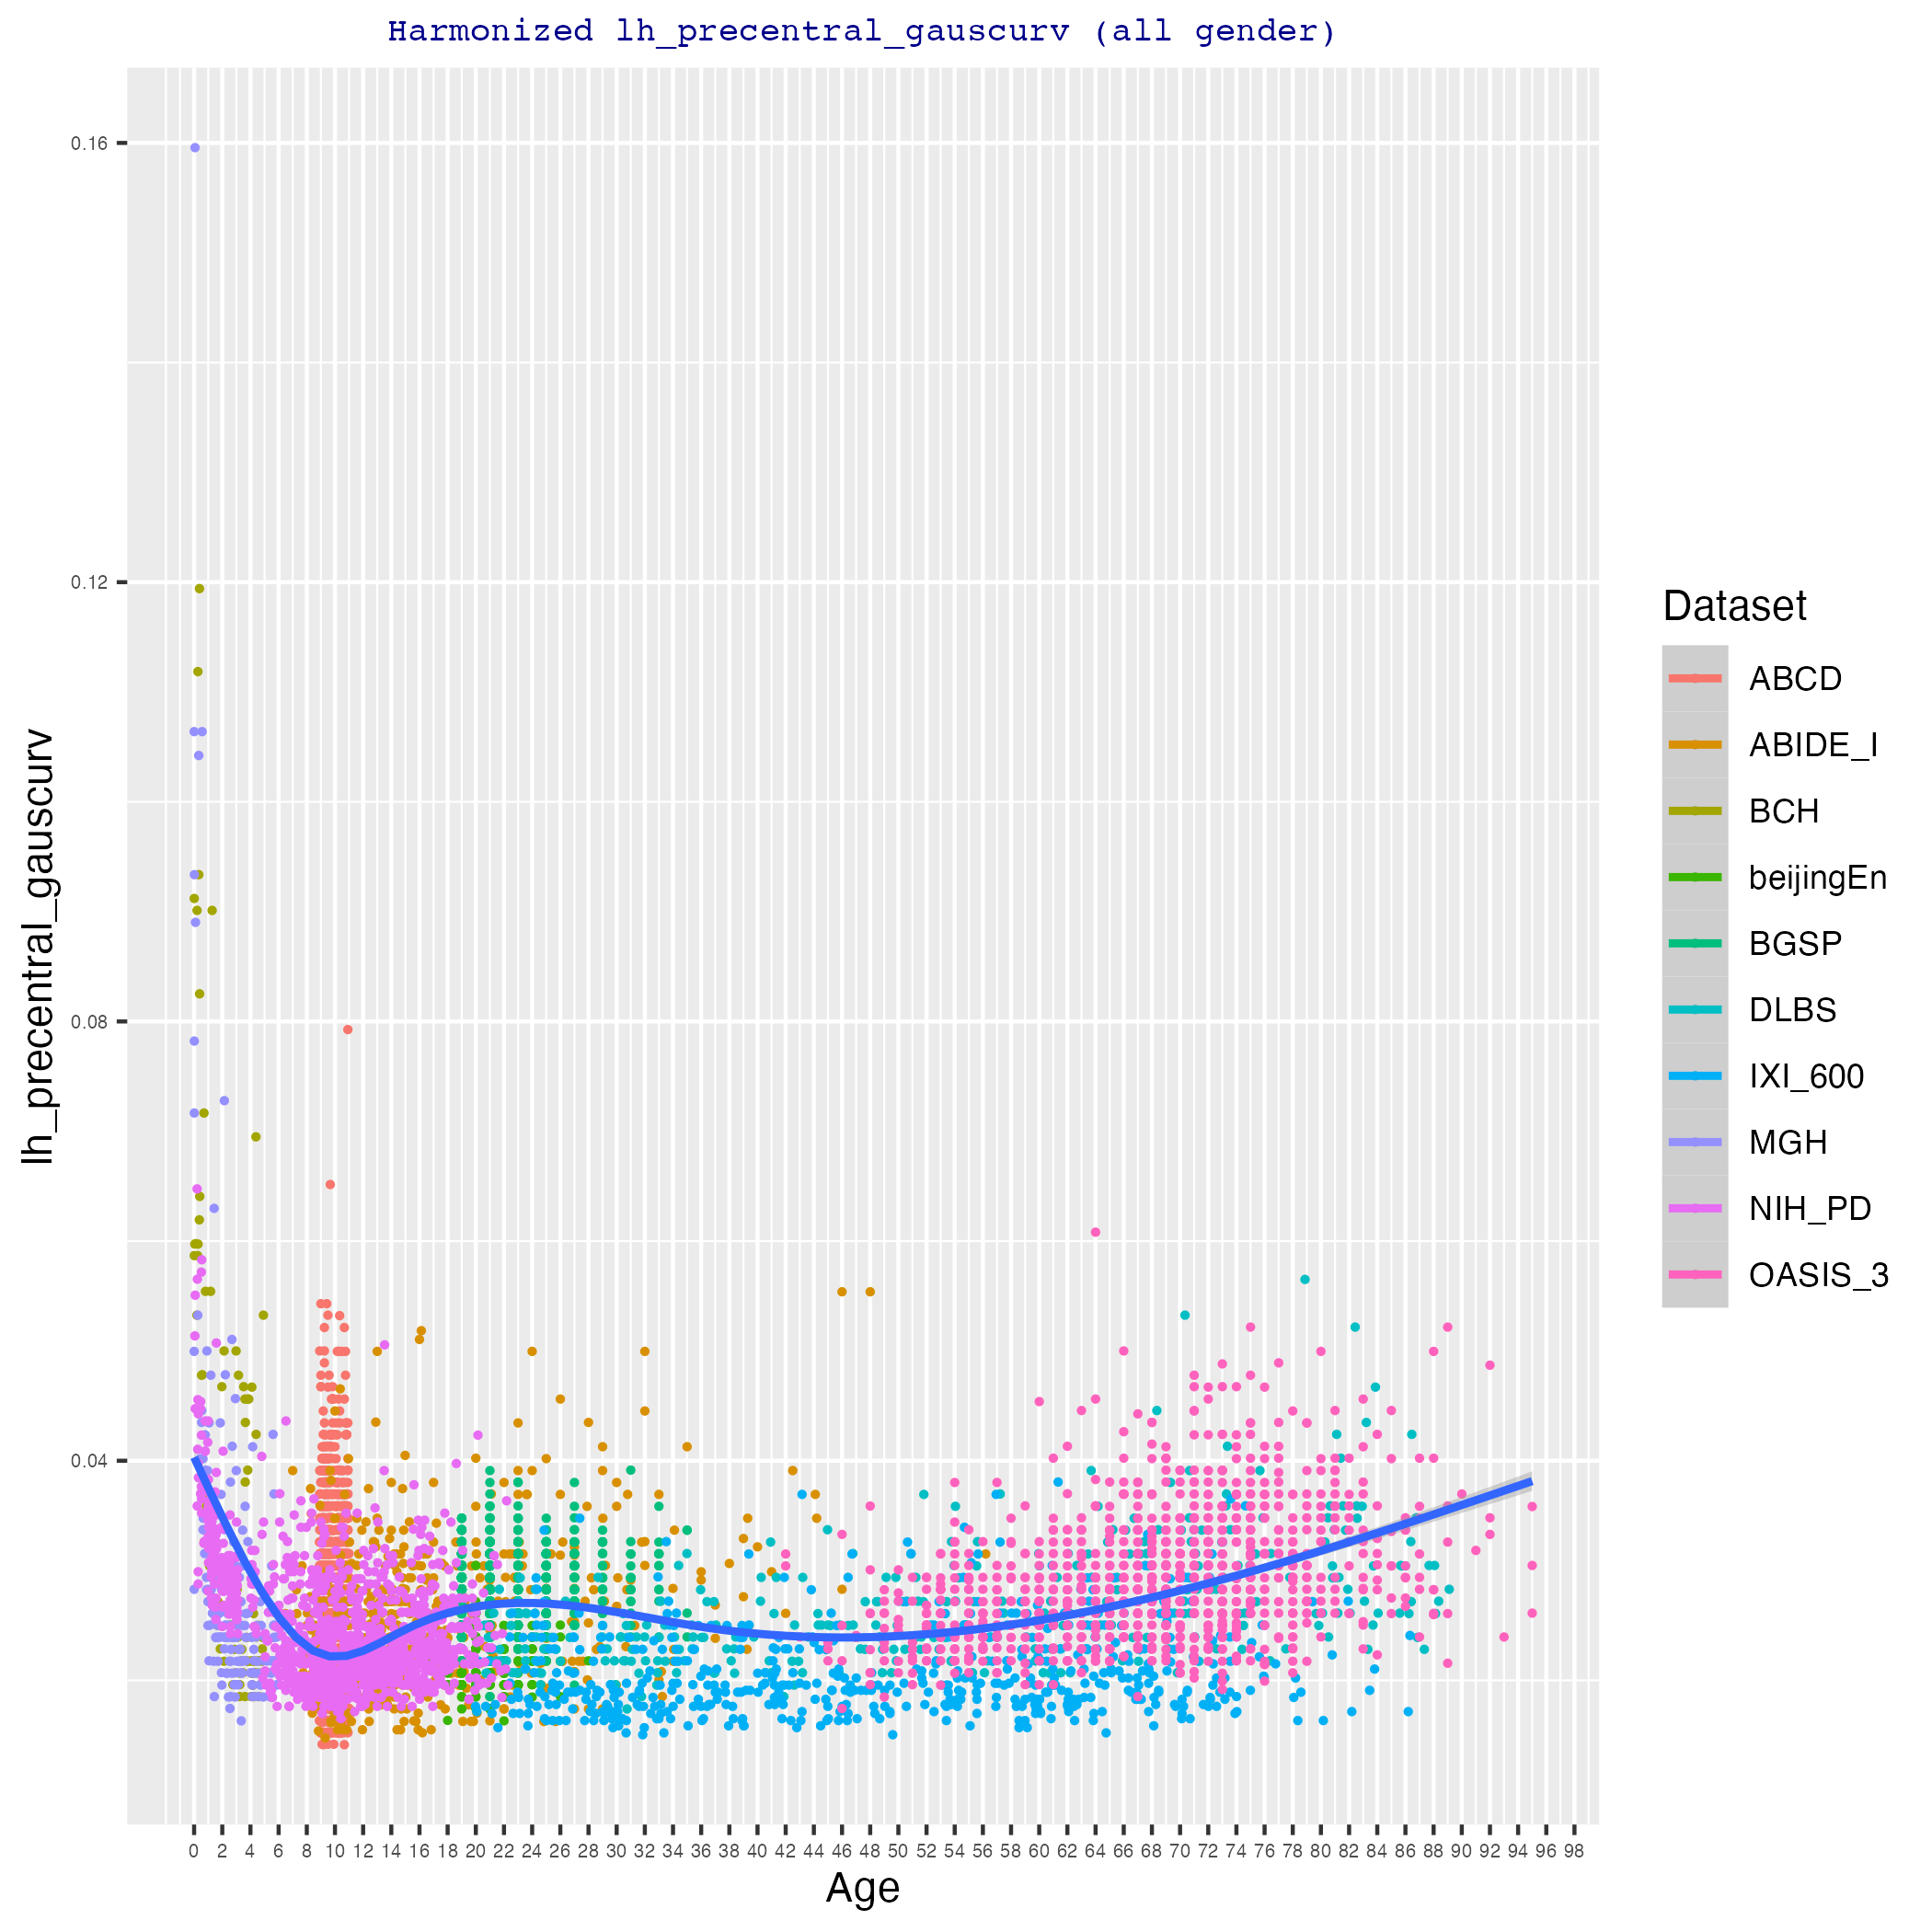 Harmonized lh_precentral_gauscurv (all gender)
lh_precentral_gauscurv
0.16
0.12
0.08
0.04
0 2 4 6 8 10 12 14 16 18 20 22 24 26 28 30 32 34 36 38 40 42 44 46 48 50 52 54 56 58 60 62 64 66 68 70 72 74 76 78 80 82 84 86 88 90 92 94 96 98
Age
Dataset
ABCD
ABIDE_I
BCH
beijingEn
BGSP
DLBS
IXI_600
MGH
NIH_PD
OASIS_3